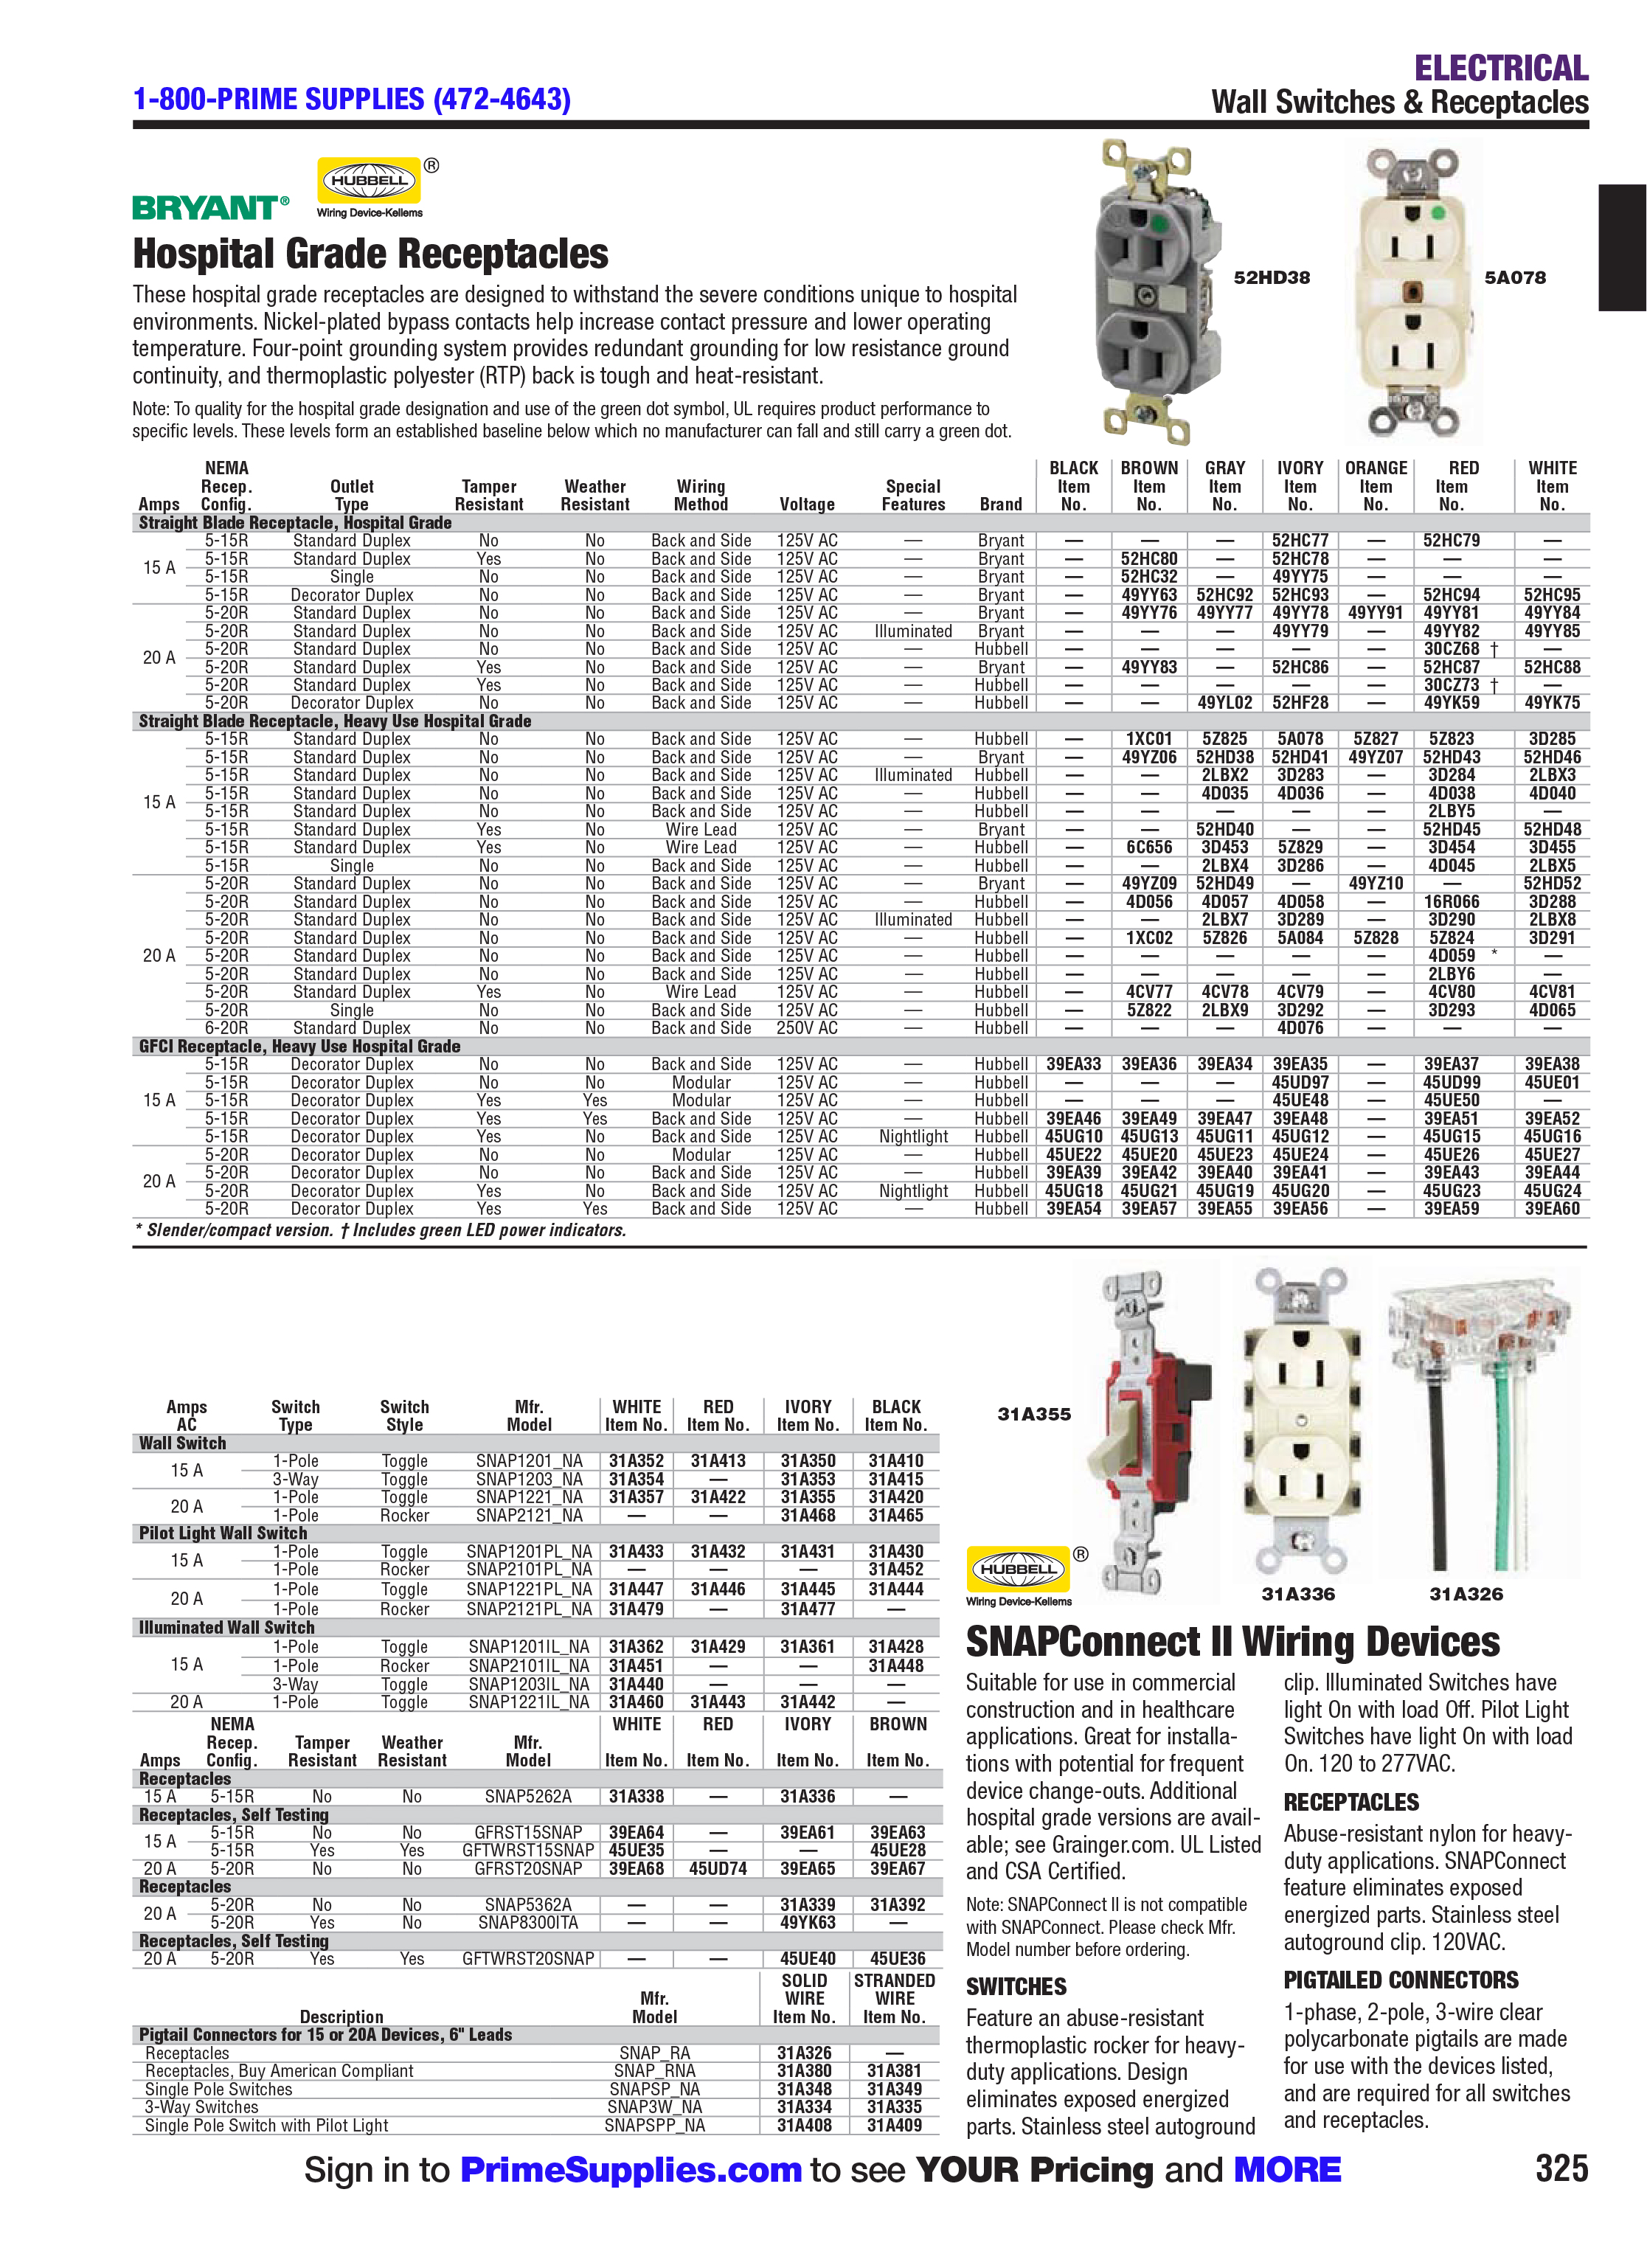 ELECTRICAL
1-800-PRIME SUPPLIES (472-4643)
Wall Switches & Receptacles
BRYANT®
HUBBELL ®
Wiring Device-Kellems
Hospital Grade Receptacles
These hospital grade receptacles are designed to withstand the severe conditions unique to hospital
environments. Nickel-plated bypass contacts help increase contact pressure and lower operating
temperature. Four-point grounding system provides redundant grounding for low resistance ground
continuity, and thermoplastic polyester (RTP) back is tough and heat-resistant.
Note: To quality for the hospital grade designation and use of the green dot symbol, UL requires product performance to
specific levels. These levels form an established baseline below which no manufacturer can fall and still carry a green dot.
52HD38
5A078
NEMA BLACK BROWN GRAY IVORY ORANGE RED WHITE
Recep. Outlet Tamper Weather Wiring Special Item Item Item Item Item Item Item
Amps Config. Type Resistant Resistant Method Voltage Features Brand No. No. No. No. No. No. No.
Straight Blade Receptacle, Hospital Grade
5-15R Standard Duplex No No Back and Side 125V AC — Bryant — — — 52HC77 — 52HC79 —
5-15R Standard Duplex Yes No Back and Side 125V AC — Bryant — 52HC80 — 52HC78 — — —
15 A
5-15R Single No No Back and Side 125V AC — Bryant — 52HC32 — 49YY75 — — —
5-15R Decorator Duplex No No Back and Side 125V AC — Bryant — 49YY63 52HC92 52HC93 — 52HC94 52HC95
5-20R Standard Duplex No No Back and Side 125V AC — Bryant — 49YY76 49YY77 49YY78 49YY91 49YY81 49YY84
5-20R Standard Duplex No No Back and Side 125V AC Illuminated Bryant — — — 49YY79 — 49YY82 49YY85
5-20R Standard Duplex No No Back and Side 125V AC — Hubbell — — — — — 30CZ68 † —
20 A
5-20R Standard Duplex Yes No Back and Side 125V AC — Bryant — 49YY83 — 52HC86 — 52HC87 52HC88
5-20R Standard Duplex Yes No Back and Side 125V AC — Hubbell — — — — — 30CZ73 † —
5-20R Decorator Duplex No No Back and Side 125V AC — Hubbell — — 49YL02 52HF28 — 49YK59 49YK75
Straight Blade Receptacle, Heavy Use Hospital Grade
5-15R Standard Duplex No No Back and Side 125V AC — Hubbell — 1XC01 5Z825 5A078 5Z827 5Z823 3D285
5-15R Standard Duplex No No Back and Side 125V AC — Bryant — 49YZ06 52HD38 52HD41 49YZ07 52HD43 52HD46
5-15R Standard Duplex No No Back and Side 125V AC Illuminated Hubbell — — 2LBX2 3D283 — 3D284 2LBX3
5-15R Standard Duplex No No Back and Side 125V AC — Hubbell — — 4D035 4D036 — 4D038 4D040
15 A
5-15R Standard Duplex No No Back and Side 125V AC — Hubbell — — — — — 2LBY5 —
5-15R Standard Duplex Yes No Wire Lead 125V AC — Bryant — — 52HD40 — — 52HD45 52HD48
5-15R Standard Duplex Yes No Wire Lead 125V AC — Hubbell — 6C656 3D453 5Z829 — 3D454 3D455
5-15R Single No No Back and Side 125V AC — Hubbell — — 2LBX4 3D286 — 4D045 2LBX5
5-20R Standard Duplex No No Back and Side 125V AC — Bryant — 49YZ09 52HD49 — 49YZ10 — 52HD52
5-20R Standard Duplex No No Back and Side 125V AC — Hubbell — 4D056 4D057 4D058 — 16R066 3D288
5-20R Standard Duplex No No Back and Side 125V AC Illuminated Hubbell — — 2LBX7 3D289 — 3D290 2LBX8
5-20R Standard Duplex No No Back and Side 125V AC — Hubbell — 1XC02 5Z826 5A084 5Z828 5Z824 3D291
20 A 5-20R Standard Duplex No No Back and Side 125V AC — Hubbell — — — — — 4D059 * —
5-20R Standard Duplex No No Back and Side 125V AC — Hubbell — — — — — 2LBY6 —
5-20R Standard Duplex Yes No Wire Lead 125V AC — Hubbell — 4CV77 4CV78 4CV79 — 4CV80 4CV81
5-20R Single No No Back and Side 125V AC — Hubbell — 5Z822 2LBX9 3D292 — 3D293 4D065
6-20R Standard Duplex No No Back and Side 250V AC — Hubbell — — — 4D076 — — —
GFCI Receptacle, Heavy Use Hospital Grade
5-15R Decorator Duplex No No Back and Side 125V AC — Hubbell 39EA33 39EA36 39EA34 39EA35 — 39EA37 39EA38
5-15R Decorator Duplex No No Modular 125V AC — Hubbell — — — 45UD97 — 45UD99 45UE01
15 A 5-15R Decorator Duplex Yes Yes Modular 125V AC — Hubbell — — — 45UE48 — 45UE50 —
5-15R Decorator Duplex Yes Yes Back and Side 125V AC — Hubbell 39EA46 39EA49 39EA47 39EA48 — 39EA51 39EA52
5-15R Decorator Duplex Yes No Back and Side 125V AC Nightlight Hubbell 45UG10 45UG13 45UG11 45UG12 — 45UG15 45UG16
5-20R Decorator Duplex No No Modular 125V AC — Hubbell 45UE22 45UE20 45UE23 45UE24 — 45UE26 45UE27
5-20R Decorator Duplex No No Back and Side 125V AC — Hubbell 39EA39 39EA42 39EA40 39EA41 — 39EA43 39EA44
20 A
5-20R Decorator Duplex Yes No Back and Side 125V AC Nightlight Hubbell 45UG18 45UG21 45UG19 45UG20 — 45UG23 45UG24
5-20R Decorator Duplex Yes Yes Back and Side 125V AC — Hubbell 39EA54 39EA57 39EA55 39EA56 — 39EA59 39EA60
* Slender/compact version. † Includes green LED power indicators.
Amps Switch Switch Mfr. WHITE RED IVORY BLACK
AC Type Style Model Item No. Item No. Item No. Item No.
Wall Switch
15 A
1-Pole Toggle SNAP1201_NA 31A352 31A413 31A350 31A410
3-Way Toggle SNAP1203_NA 31A354 — 31A353 31A415
20 A
1-Pole Toggle SNAP1221_NA 31A357 31A422 31A355 31A420
1-Pole Rocker SNAP2121_NA — — 31A468 31A465
Pilot Light Wall Switch
15 A
1-Pole Toggle SNAP1201PL_NA 31A433 31A432 31A431 31A430
1-Pole Rocker SNAP2101PL_NA — — — 31A452
20 A
1-Pole Toggle SNAP1221PL_NA 31A447 31A446 31A445 31A444
1-Pole Rocker SNAP2121PL_NA 31A479 — 31A477 —
Illuminated Wall Switch
1-Pole Toggle SNAP1201IL_NA 31A362 31A429 31A361 31A428
15 A 1-Pole Rocker SNAP2101IL_NA 31A451 — — 31A448
3-Way Toggle SNAP1203IL_NA 31A440 — — —
20 A 1-Pole Toggle SNAP1221IL_NA 31A460 31A443 31A442 —
NEMA WHITE RED IVORY BROWN
Recep. Tamper Weather Mfr.
Amps Config. Resistant Resistant Model Item No. Item No. Item No. Item No.
Receptacles
15 A 5-15R No No SNAP5262A 31A338 — 31A336 —
Receptacles, Self Testing
15 A
5-15R No No GFRST15SNAP 39EA64 — 39EA61 39EA63
5-15R Yes Yes GFTWRST15SNAP 45UE35 — — 45UE28
20 A 5-20R No No GFRST20SNAP 39EA68 45UD74 39EA65 39EA67
Receptacles
20 A
5-20R No No SNAP5362A — — 31A339 31A392
5-20R Yes No SNAP8300ITA — — 49YK63 —
Receptacles, Self Testing
20 A 5-20R Yes Yes GFTWRST20SNAP — — 45UE40 45UE36
SOLID STRANDED
Mfr. WIRE WIRE
Description Model Item No. Item No.
Pigtail Connectors for 15 or 20A Devices, 6" Leads
Receptacles SNAP_RA 31A326 —
Receptacles, Buy American Compliant SNAP_RNA 31A380 31A381
Single Pole Switches SNAPSP_NA 31A348 31A349
3-Way Switches SNAP3W_NA 31A334 31A335
Single Pole Switch with Pilot Light SNAPSPP_NA 31A408 31A409
31A355
31A336
31A326
HUBBELL ®
Wiring Device-Kellems
SNAPConnect II Wiring Devices
Suitable for use in commercial
construction and in healthcare
applications. Great for installa-
tions with potential for frequent
device change-outs. Additional
hospital grade versions are avail-
able; see Grainger.com. UL Listed
and CSA Certified.
Note: SNAPConnect II is not compatible
with SNAPConnect. Please check Mfr.
Model number before ordering.
SWITCHES
Feature an abuse-resistant
thermoplastic rocker for heavy-
duty applications. Design
eliminates exposed energized
parts. Stainless steel autoground
clip. Illuminated Switches have
light On with load Off. Pilot Light
Switches have light On with load
On. 120 to 277VAC.
RECEPTACLES
Abuse-resistant nylon for heavy-
duty applications. SNAPConnect
feature eliminates exposed
energized parts. Stainless steel
autoground clip. 120VAC.
PIGTAILED CONNECTORS
1-phase, 2-pole, 3-wire clear
polycarbonate pigtails are made
for use with the devices listed,
and are required for all switches
and receptacles.
Sign in to PrimeSupplies.com to see YOUR Pricing and MORE
325